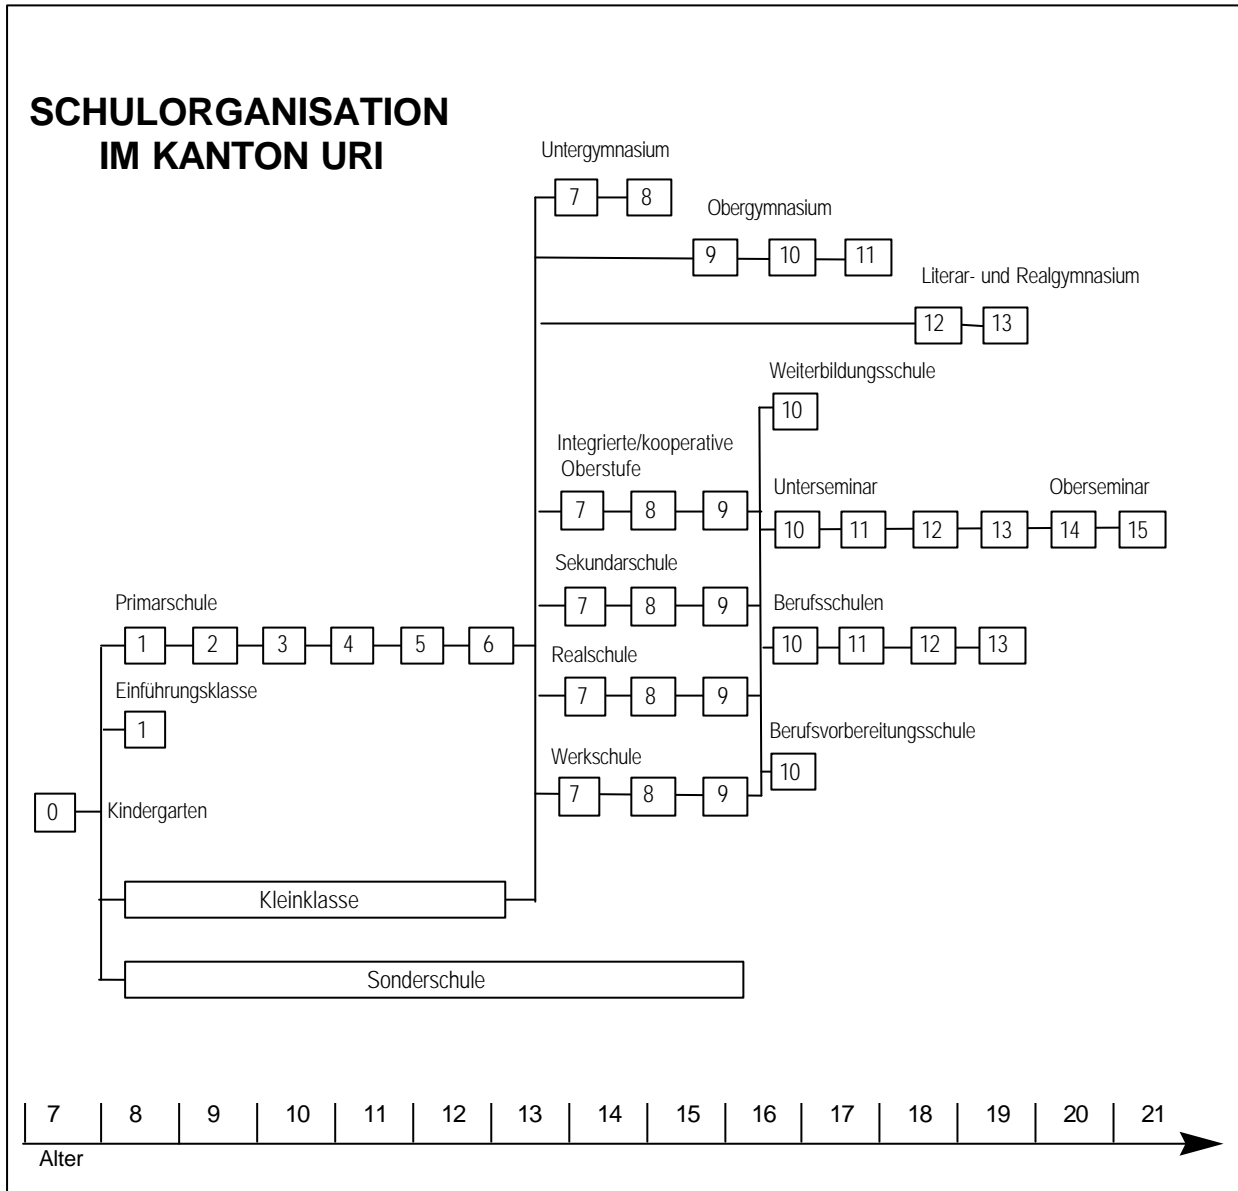 SCHULORGANISATION
IM KANTON URI
Untergymnasium
7 8
Obergymnasium
9 10 11
Literar- und Realgymnasium
12 13
Weiterbildungsschule
10
Integrierte/kooperative
Oberstufe
7 8 9
Unterseminar Oberseminar
10 11 12 13 14 15
Sekundarschule
7 8 9
Primarschule
1 2 3 4 5 6
Berufsschulen
10 11 12 13
Realschule
7 8 9
Einführungsklasse
1
Berufsvorbereitungsschule
10
Werkschule
7 8 9
0 Kindergarten
Kleinklasse
Sonderschule
7 8 9 10 11 12 13 14 15 16 17 18 19 20 21
Alter